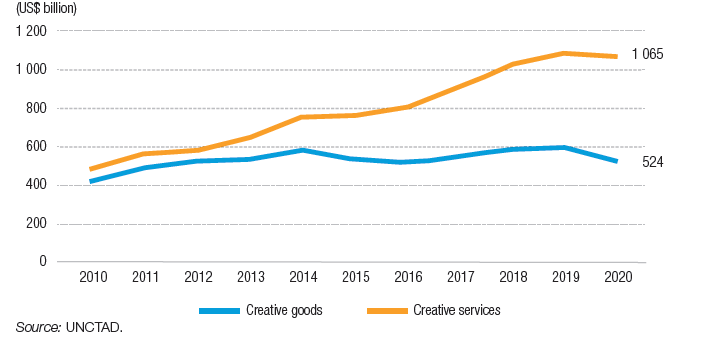 (US$ billion)
1 200
1 000
800
600
400
200
0
1 065
524
2010 2011 2012 2013 2014 2015 2016 2017 2018 2019 2020
Creative goods Creative services
Source: UNCTAD.